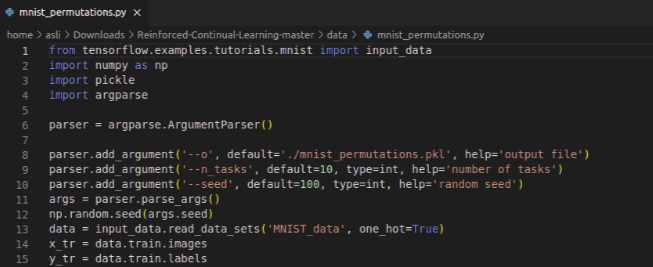 mnist_permutations.py ×
home > asli > Downloads > Reinforced-Continual-Learning-master > data > mnist_permutations.py
1 from tensorflow.examples.tutorials.mnist import input_data
2 import numpy as np
3 import pickle
4 import argparse
5
6 parser = argparse.ArgumentParser()
7
8 parser.add_argument('--o', default='./mnist_permutations.pkl', help='output file')
9 parser.add_argument('--n_tasks', default=10, type=int, help='number of tasks')
10 parser.add_argument('--seed', default=100, type=int, help='random seed')
11 args = parser.parse_args()
12 np.random.seed(args.seed)
13 data = input_data.read_data_sets('MNIST_data', one_hot=True)
14 x_tr = data.train.images
15 y_tr = data.train.labels